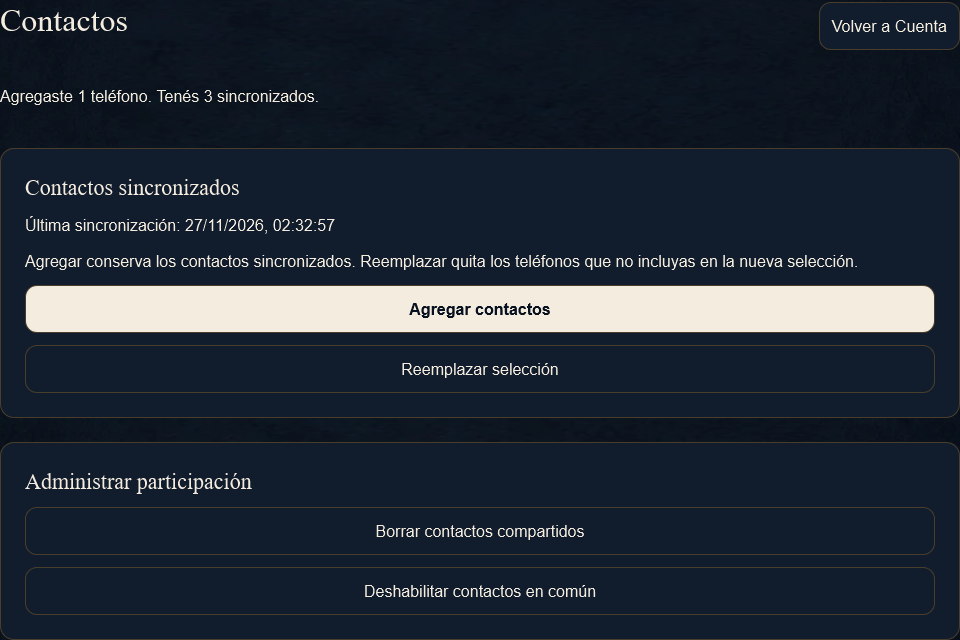 Contactos
Volver a Cuenta
Agregaste 1 teléfono. Tenés 3 sincronizados.
Contactos sincronizados
Última sincronización: 27/11/2026, 02:32:57
Agregar conserva los contactos sincronizados. Reemplazar quita los teléfonos que no incluyas en la nueva selección.
Agregar contactos
Reemplazar selección
Administrar participación
Borrar contactos compartidos
Deshabilitar contactos en común